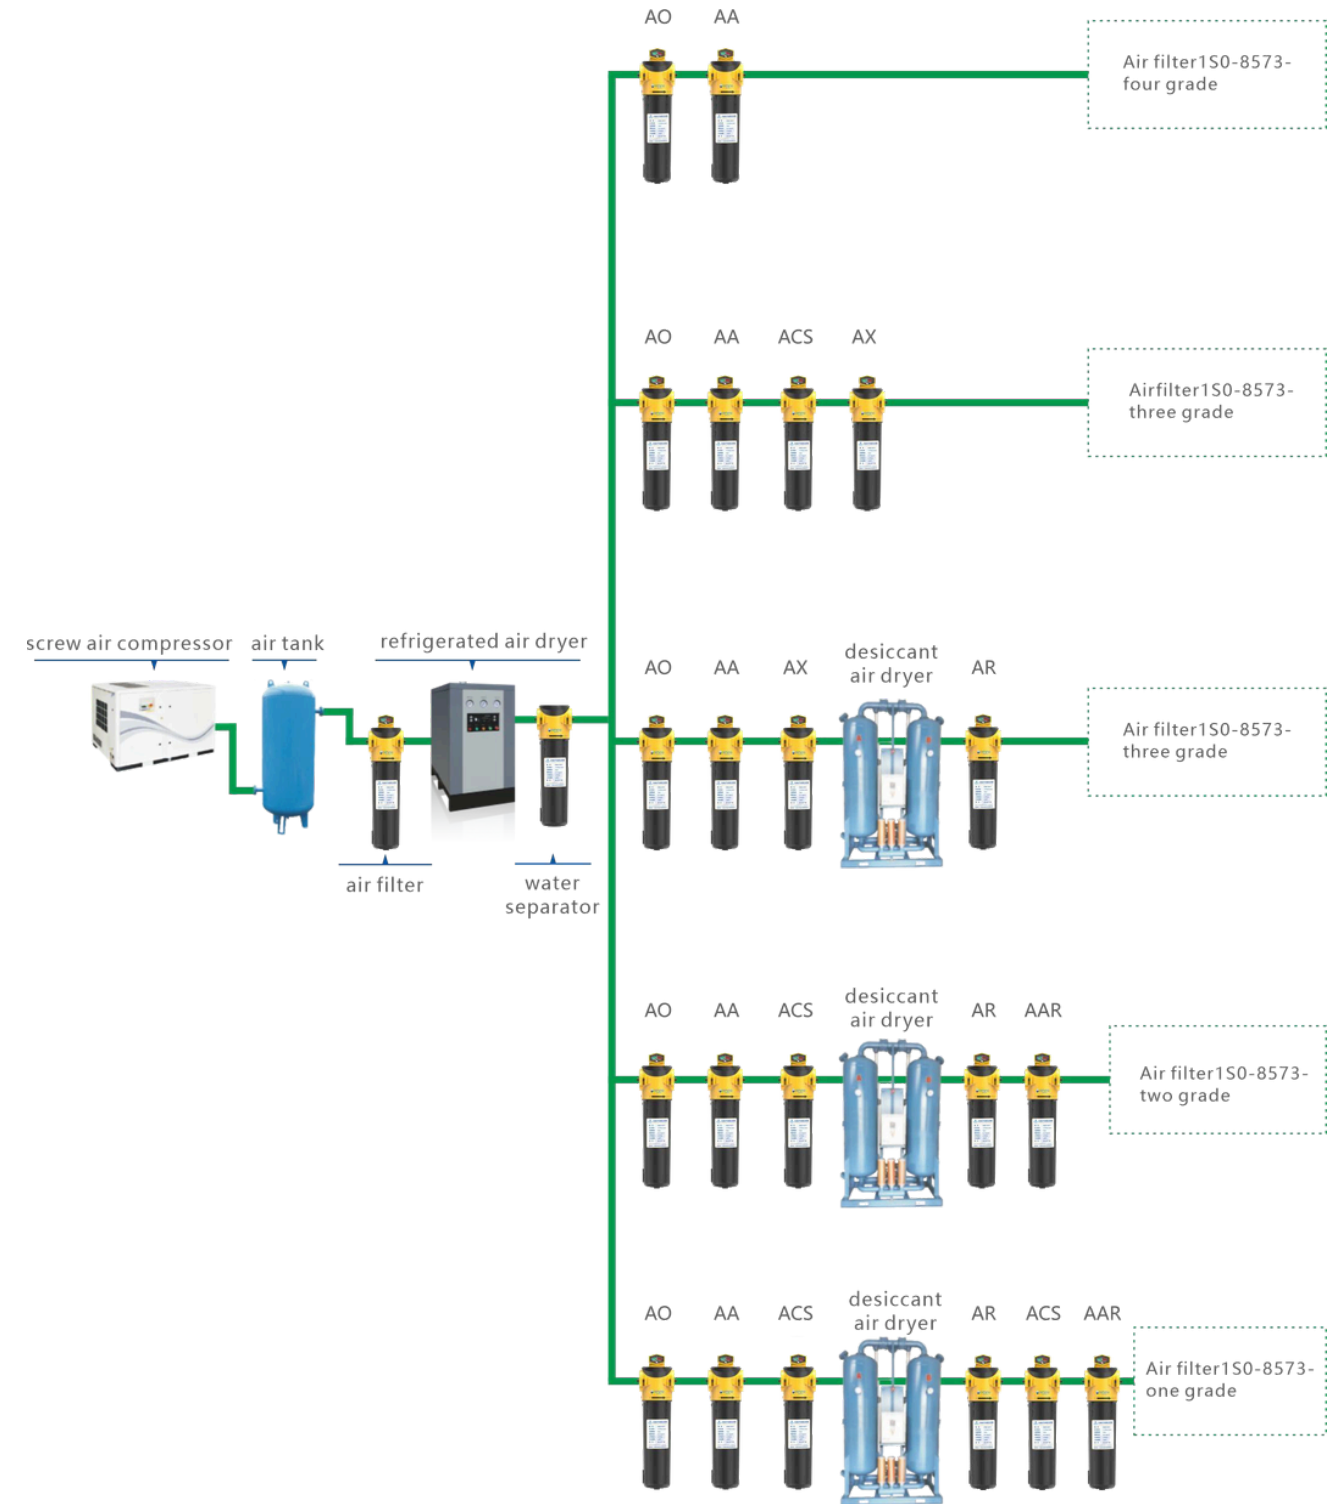 AO AA
Air filter1S0-8573-
four grade
AO AA ACS AX
Airfilter1S0-8573-
three grade
screw air compressor
air tank
refrigerated air dryer
air filter
water
separator
AO AA AX
desiccant
air dryer
AR
Air filter1S0-8573-
three grade
AO AA ACS
desiccant
air dryer
AR AAR
Air filter1S0-8573-
two grade
AO AA ACS
desiccant
air dryer
AR ACS AAR
Air filter1S0-8573-
one grade